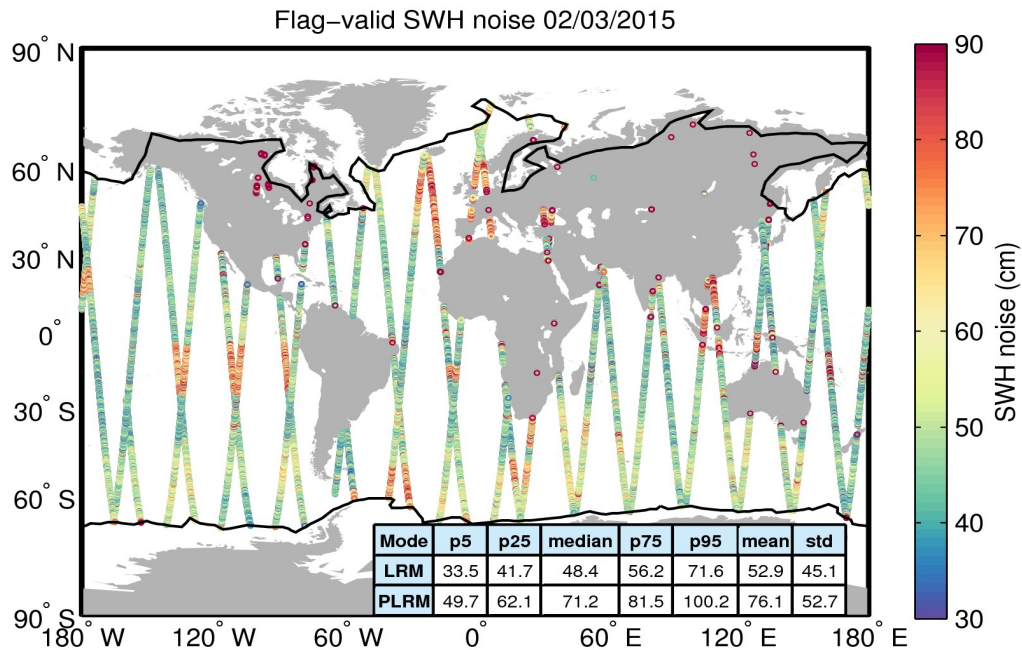 Flag−valid SWH noise 02/03/2015
90° N
60° N
30° N
0°
30° S
60° S
90° S
180° W
120° W
60° W
0°
60° E
120° E
180° E
90
80
70
60
50
40
30
SWH noise (cm)
Mode p5 p25 median p75 p95 mean std
LRM 33.5 41.7 48.4 56.2 71.6 52.9 45.1
PLRM 49.7 62.1 71.2 81.5 100.2 76.1 52.7